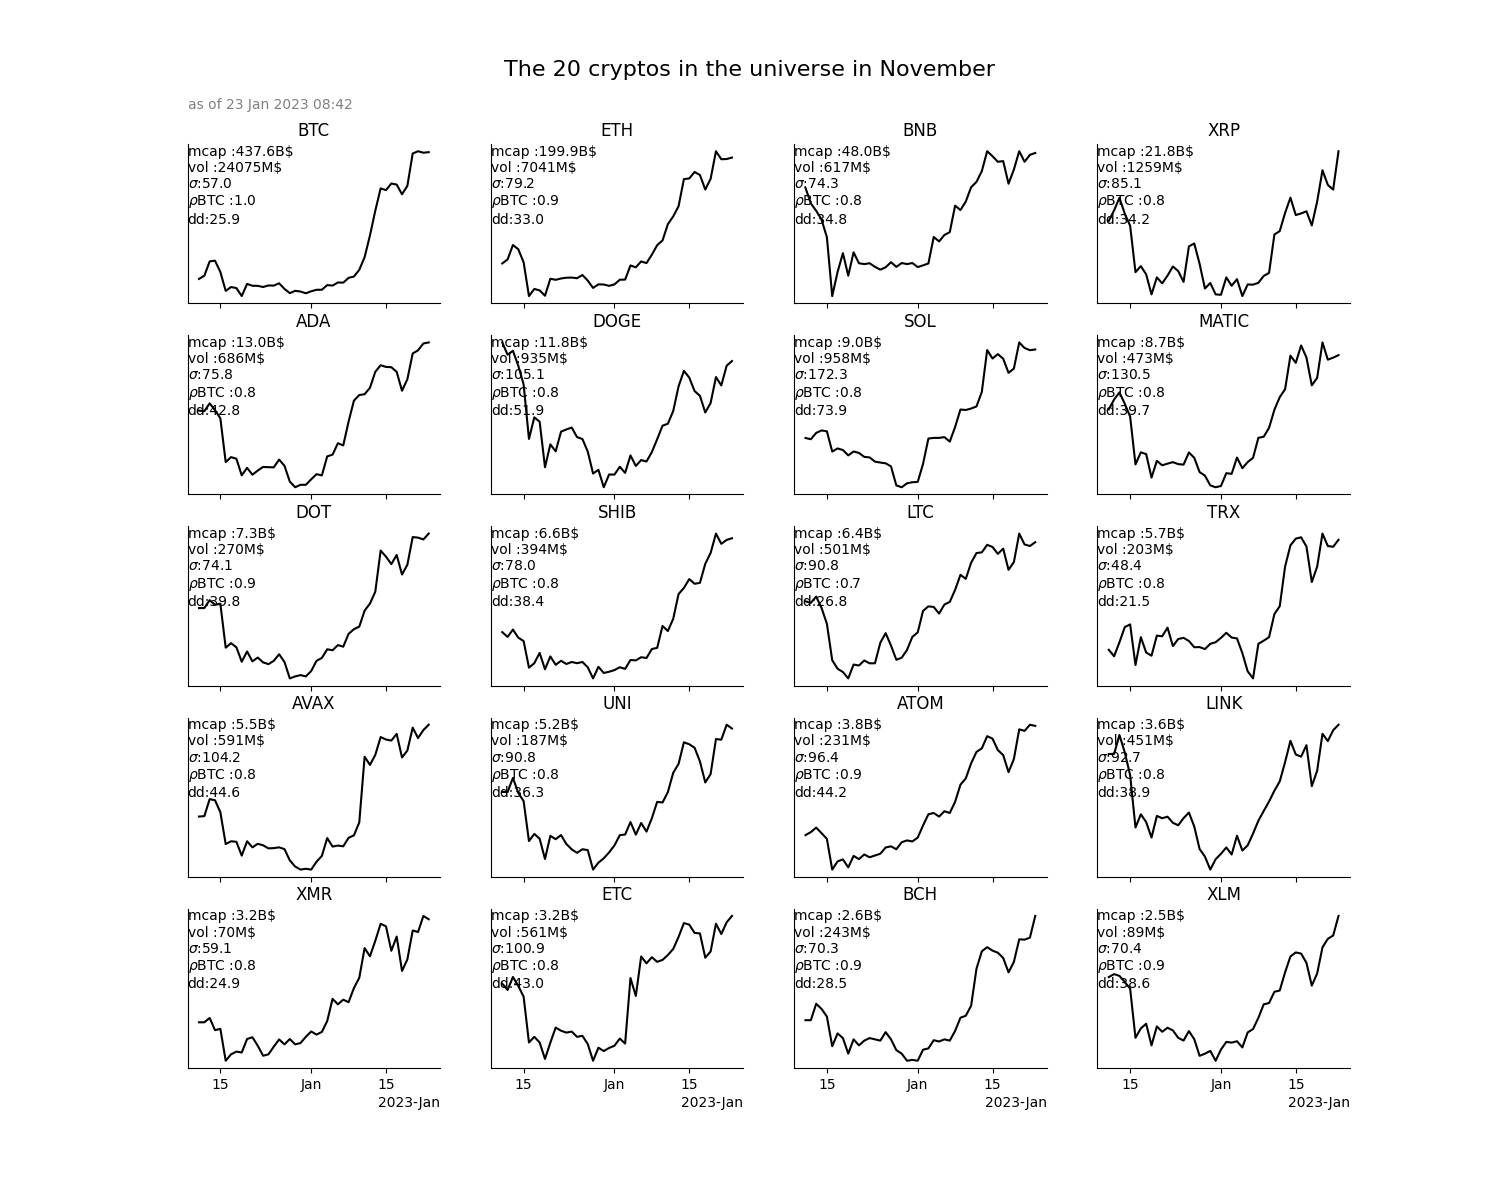 The 20 cryptos in the universe in November
as of 23 Jan 2023 08:42
BTC
mcap :437.6B$
vol :24075M$
σ:57.0
ρBTC :1.0
dd:25.9
ETH
mcap :199.9B$
vol :7041M$
σ:79.2
ρBTC :0.9
dd:33.0
BNB
mcap :48.0B$
vol :617M$
σ:74.3
ρBTC :0.8
dd:34.8
XRP
mcap :21.8B$
vol :1259M$
σ:85.1
ρBTC :0.8
dd:34.2
ADA
mcap :13.0B$
vol :686M$
σ:75.8
ρBTC :0.8
dd:42.8
DOGE
mcap :11.8B$
vol :935M$
σ:105.1
ρBTC :0.8
dd:51.9
SOL
mcap :9.0B$
vol :958M$
σ:172.3
ρBTC :0.8
dd:73.9
MATIC
mcap :8.7B$
vol :473M$
σ:130.5
ρBTC :0.8
dd:39.7
DOT
mcap :7.3B$
vol :270M$
σ:74.1
ρBTC :0.9
dd:39.8
SHIB
mcap :6.6B$
vol :394M$
σ:78.0
ρBTC :0.8
dd:38.4
LTC
mcap :6.4B$
vol :501M$
σ:90.8
ρBTC :0.7
dd:26.8
TRX
mcap :5.7B$
vol :203M$
σ:48.4
ρBTC :0.8
dd:21.5
AVAX
mcap :5.5B$
vol :591M$
σ:104.2
ρBTC :0.8
dd:44.6
UNI
mcap :5.2B$
vol :187M$
σ:90.8
ρBTC :0.8
dd:36.3
ATOM
mcap :3.8B$
vol :231M$
σ:96.4
ρBTC :0.9
dd:44.2
LINK
mcap :3.6B$
vol :451M$
σ:92.7
ρBTC :0.8
dd:38.9
XMR
mcap :3.2B$
vol :70M$
σ:59.1
ρBTC :0.8
dd:24.9
ETC
mcap :3.2B$
vol :561M$
σ:100.9
ρBTC :0.8
dd:43.0
BCH
mcap :2.6B$
vol :243M$
σ:70.3
ρBTC :0.9
dd:28.5
XLM
mcap :2.5B$
vol :89M$
σ:70.4
ρBTC :0.9
dd:38.6
15 Jan 15
2023-Jan
15 Jan 15
2023-Jan
15 Jan 15
2023-Jan
15 Jan 15
2023-Jan